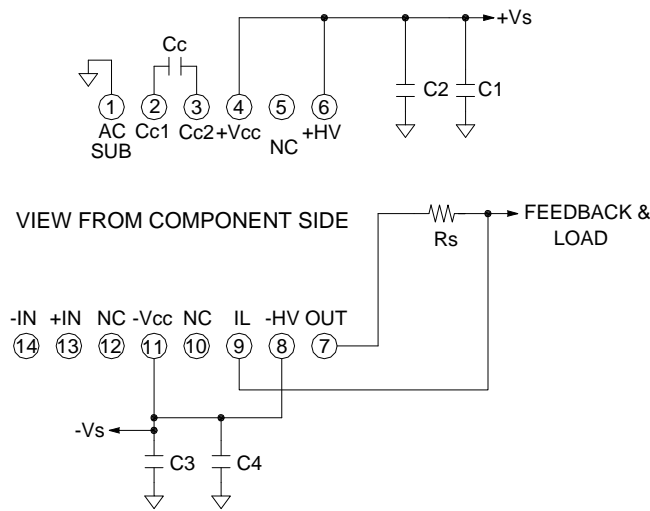 +Vs
Cc
C2 C1
1 2 3 4 5 6
AC SUB Cc1 Cc2 +Vcc NC +HV
VIEW FROM COMPONENT SIDE
Rs
FEEDBACK &
LOAD
-IN +IN NC -Vcc NC IL -HV OUT
14 13 12 11 10 9 8 7
-Vs
C3 C4